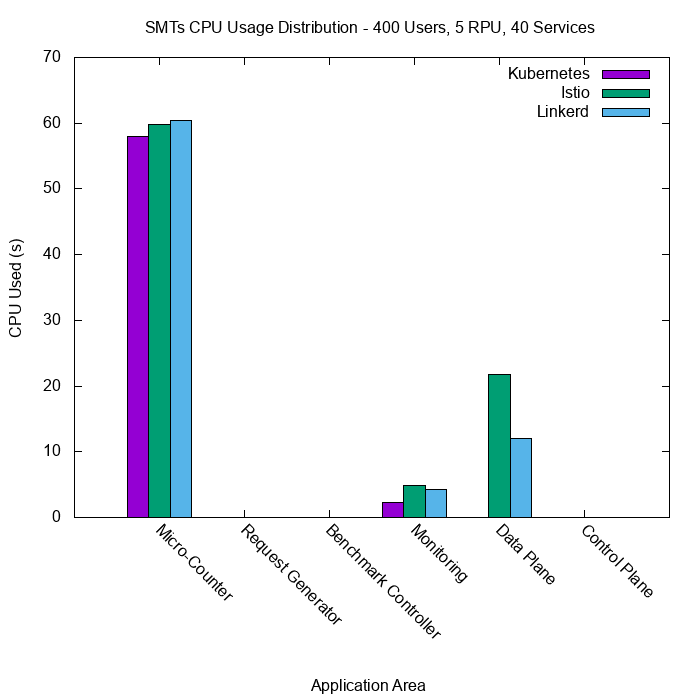 SMTs CPU Usage Distribution - 400 Users, 5 RPU, 40 Services
70
60
50
40
30
20
10
0
CPU Used (s)
Kubernetes
Istio
Linkerd
Micro-Counter
Request Generator
Benchmark Controller
Monitoring
Data Plane
Control Plane
Application Area